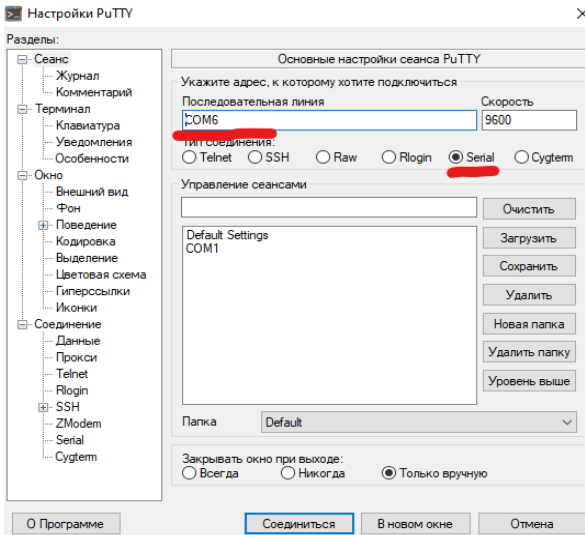 Настройки PuTTY
Разделы:
Сеанс
Журнал
Комментарий
Терминал
Клавиатура
Уведомления
Особенности
Окно
Внешний вид
Фон
Поведение
Кодировка
Выделение
Цветовая схема
Гиперссылки
Иконки
Соединение
Данные
Прокси
Telnet
Rlogin
SSH
ZModem
Serial
Cygterm
Основные настройки сеанса PuTTY
Укажите адрес, к которому хотите подключиться
Последовательная линия Скорость
COM6 9600
Тип соединения:
Telnet SSH Raw Rlogin Serial Cygterm
Управление сеансами
Очистить
Default Settings
COM1
Загрузить
Сохранить
Удалить
Новая папка
Удалить папку
Уровень выше
Папка Default
Закрывать окно при выходе:
Всегда Никогда Только вручную
О Программе Соединиться В новом окне Отмена